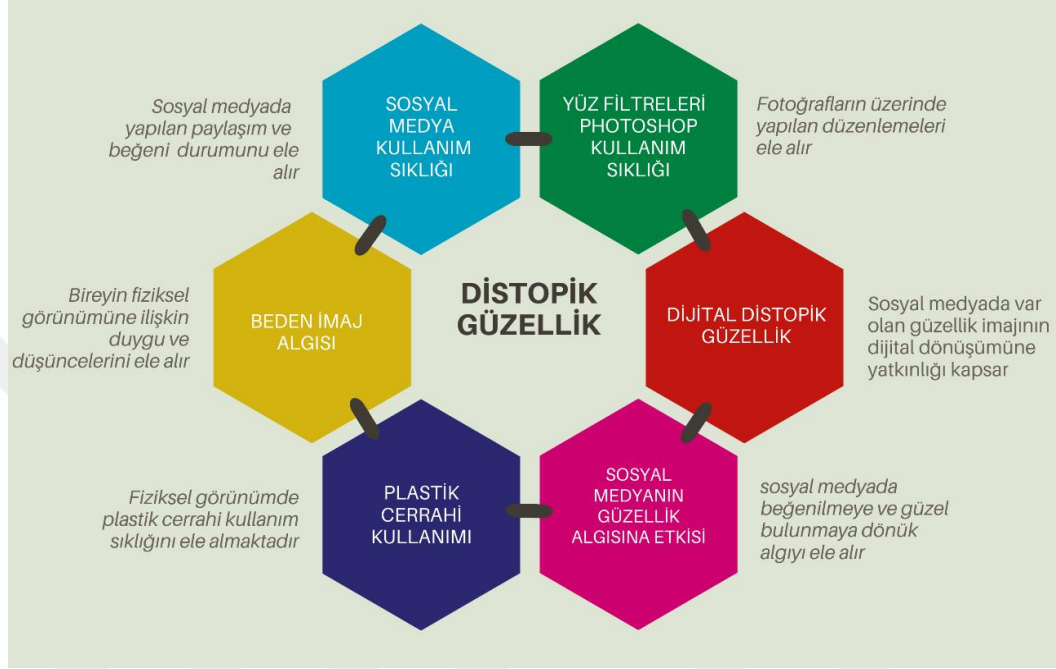 Sosyal medyada
yapılan paylaşım ve
beğeni durumunu ele
alır
SOSYAL
MEDYA
KULLANIM
SIKLIĞI
YÜZ FİLTRELERİ
PHOTOSHOP
KULLANIM
SIKLIĞI
Fotoğrafların üzerinde
yapılan düzenlemeleri
ele alır
Bireyin fiziksel
görünümüne ilişkin
duygu ve
düşüncelerini ele alır
BEDEN İMAJ
ALGISI
DİSTOPİK
GÜZELLİK
DİJİTAL DİSTOPİK
GÜZELLİK
Sosyal medyada var
olan güzellik imajının
dijital dönüşümüne
yatkınlığı kapsar
Fiziksel görünümde
plastik cerrahi kullanım
sıklığını ele almaktadır
PLASTİK
CERRAHİ
KULLANIMI
SOSYAL
MEDYANIN
GÜZELLİK
ALGISINA ETKİSİ
sosyal medyada
beğenilmeye ve güzel
bulunmaya dönük
algıyı ele alır